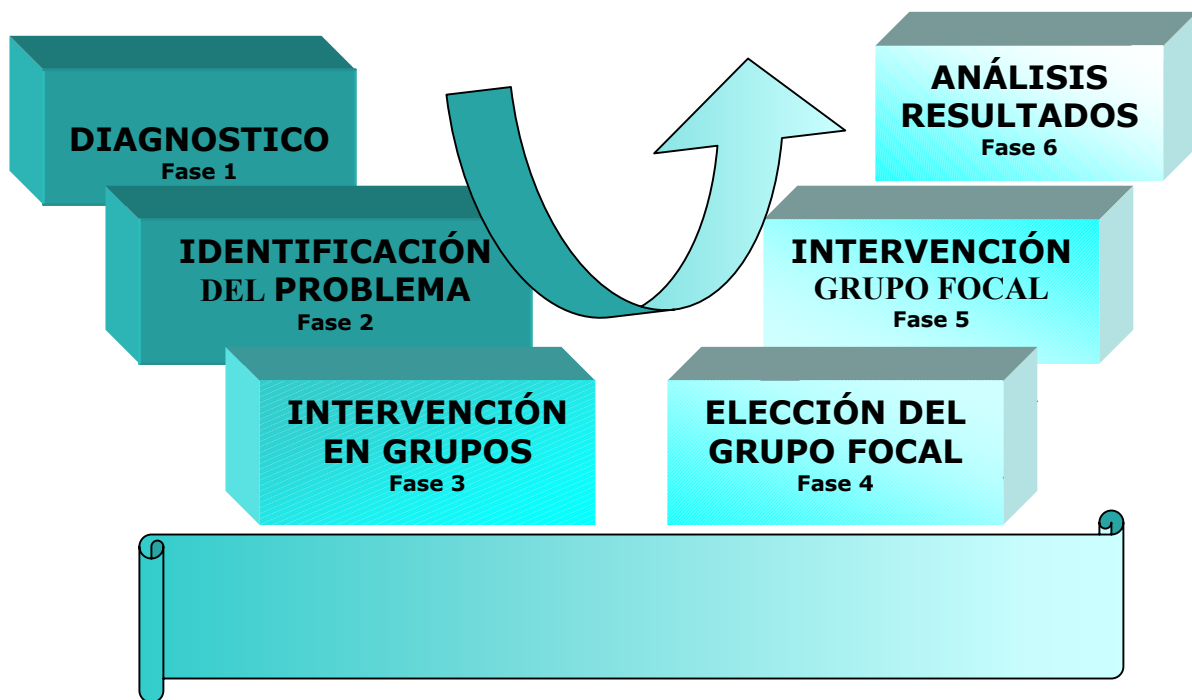 DIAGNOSTICO
Fase 1
IDENTIFICACIÓN
DEL PROBLEMA
Fase 2
INTERVENCIÓN
EN GRUPOS
Fase 3
ELECCIÓN DEL
GRUPO FOCAL
Fase 4
INTERVENCIÓN
GRUPO FOCAL
Fase 5
ANÁLISIS
RESULTADOS
Fase 6